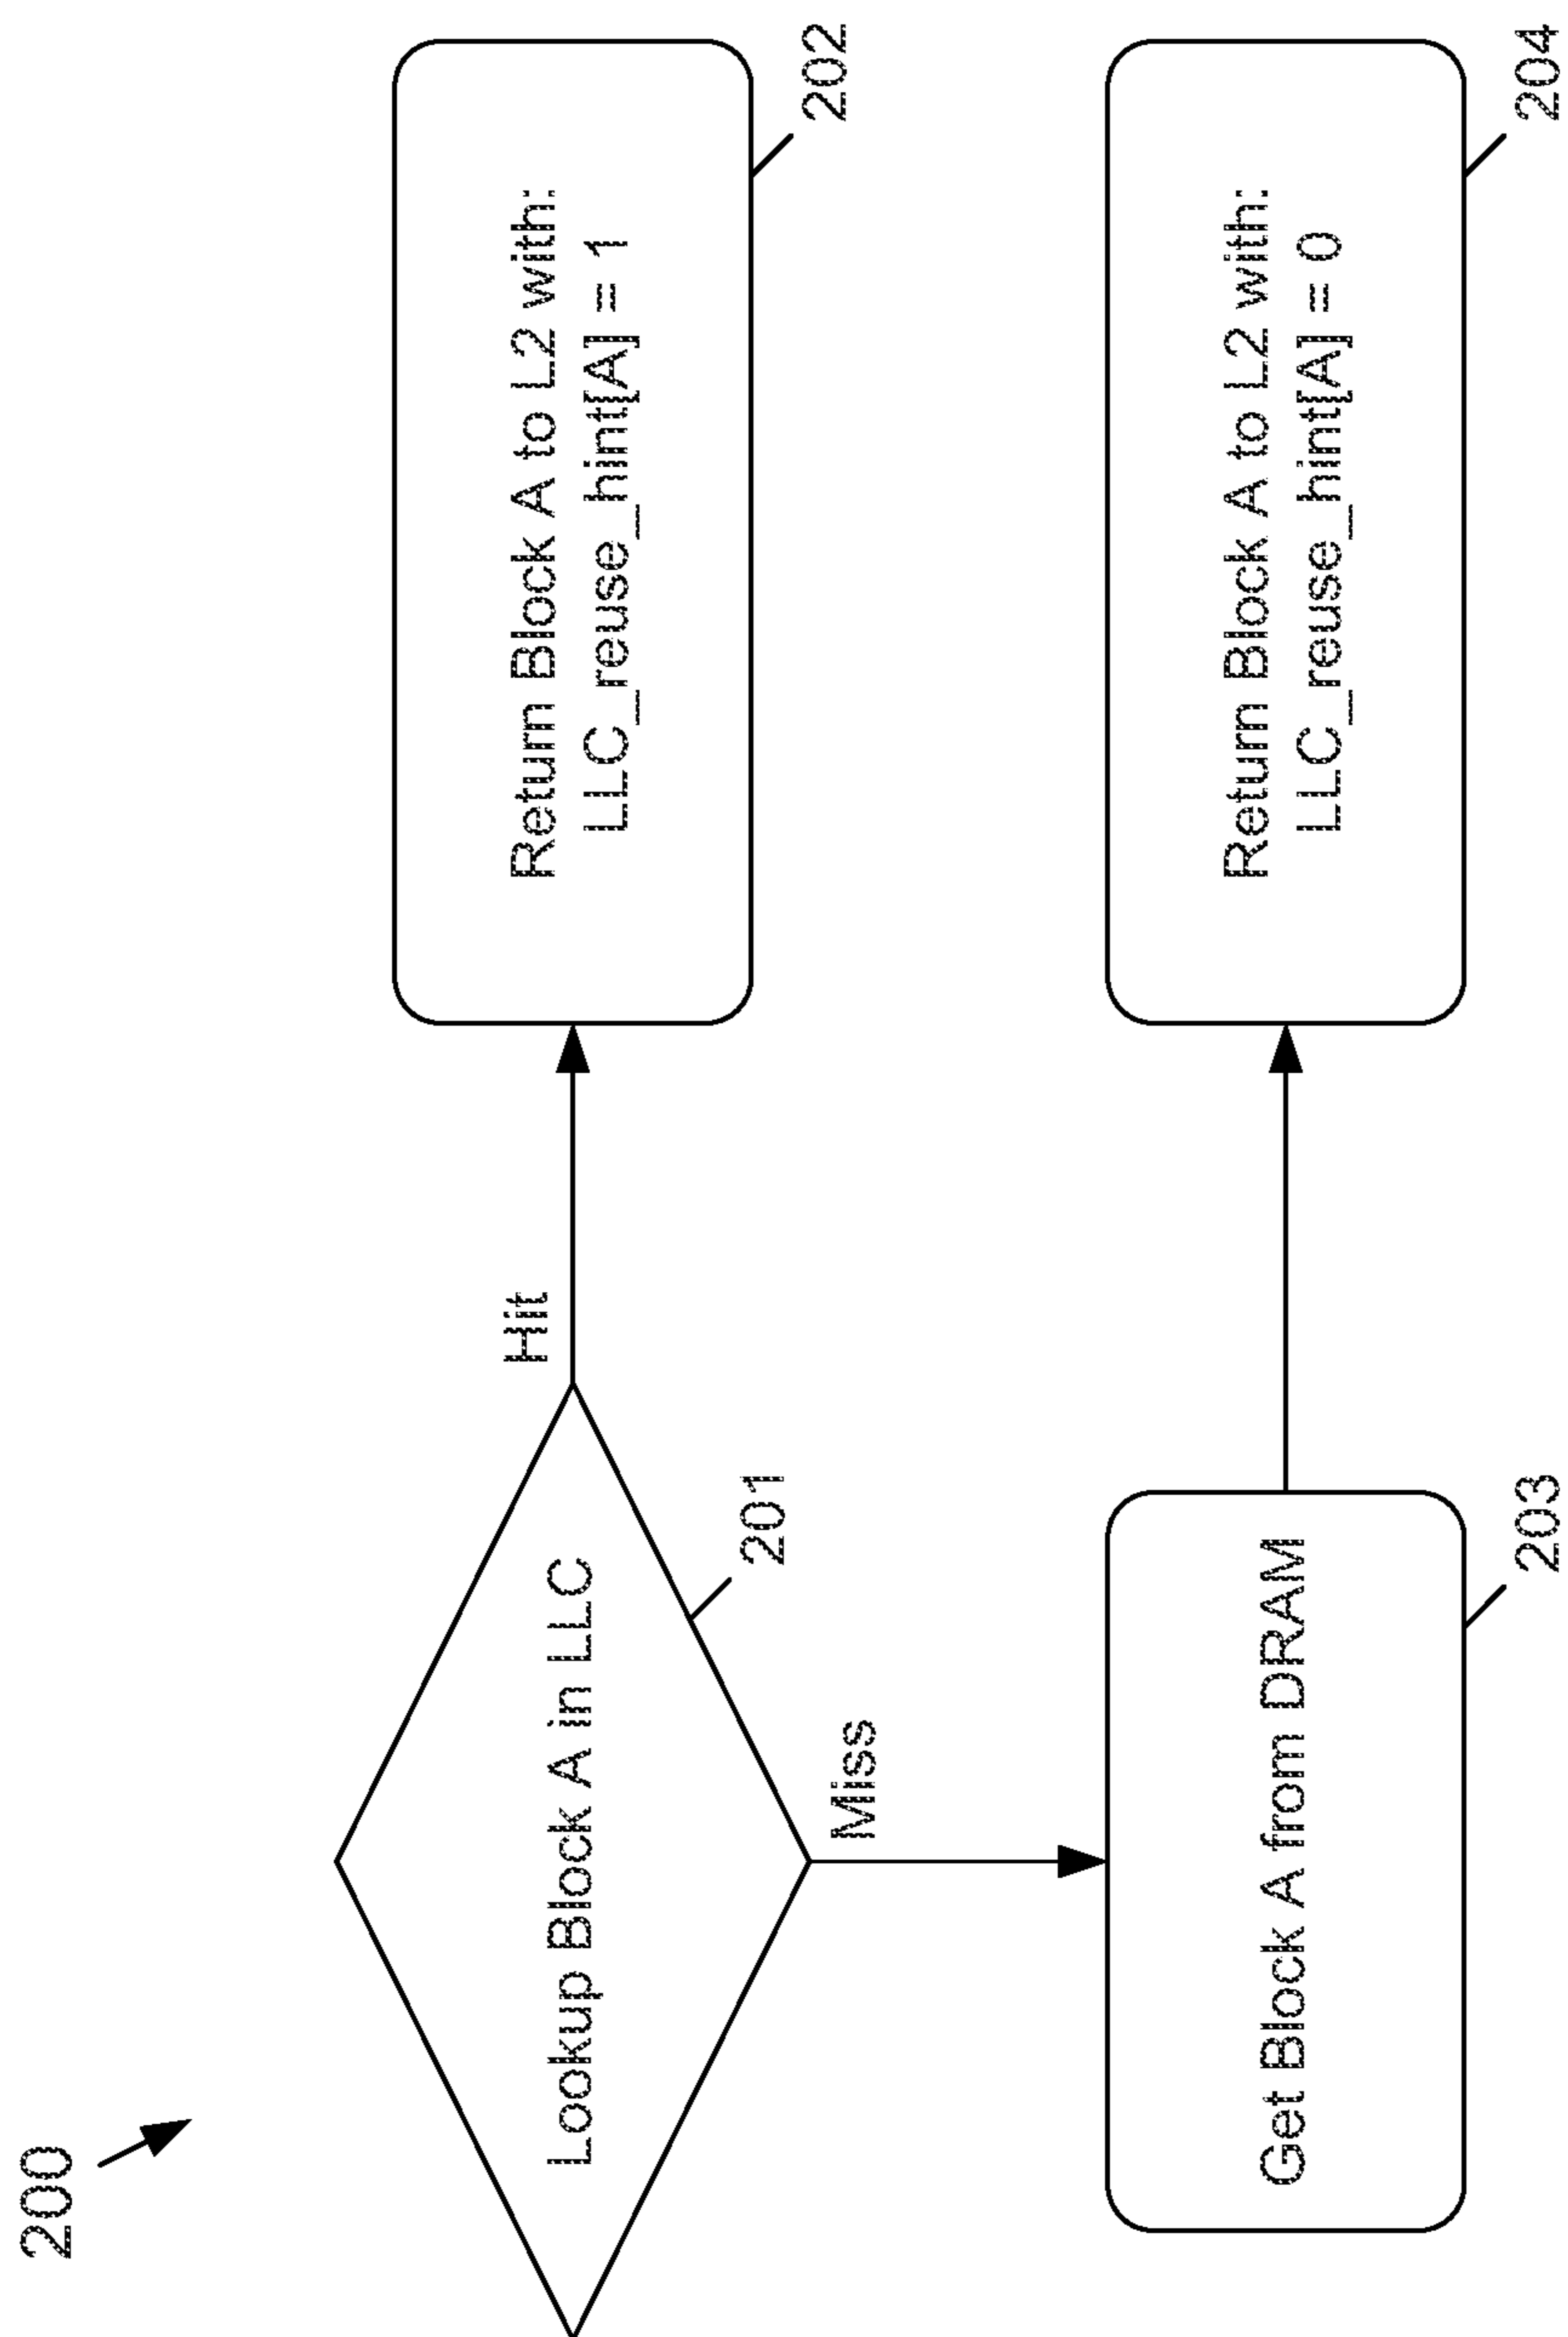 200
Lookup Block A in LLC
201
Hit
Return Block A to L2 with:
LLC_reuse_hint[A] = 1
202
Miss
Get Block A from DRAM
203
Return Block A to L2 with:
LLC_reuse_hint[A] = 0
204